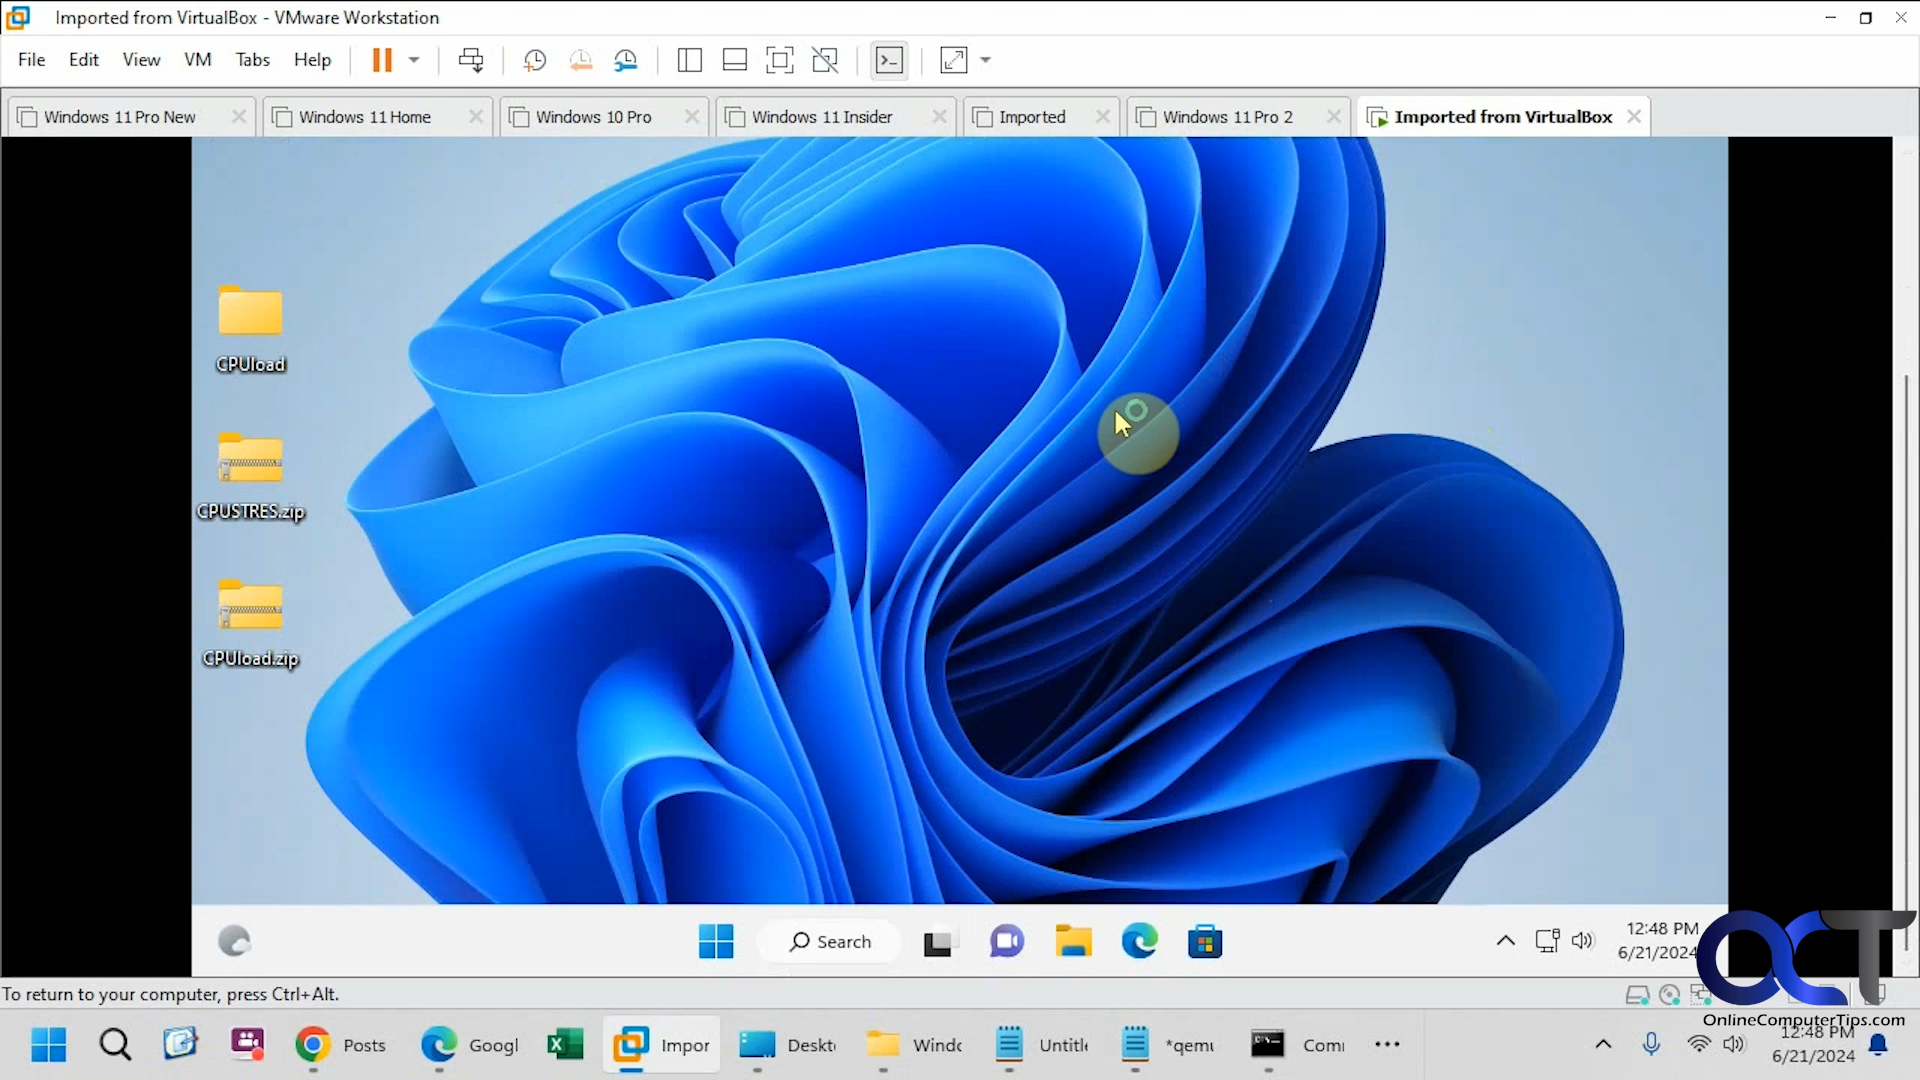 Imported from VirtualBox - VMware Workstation
File Edit View VM Tabs Help
Windows 11 Pro New Windows 11 Home Windows 10 Pro Windows 11 Insider Imported Windows 11 Pro 2 Imported from VirtualBox
CPUload
CPUSTRES.zip
CPUload.zip
Search
12:48 PM
6/21/2024
To return to your computer, press Ctrl+Alt.
OCT
OnlineComputerTips.com
Posts Googl Impor Deskt Windo Untitl *qemu Com
12:48 PM
6/21/2024